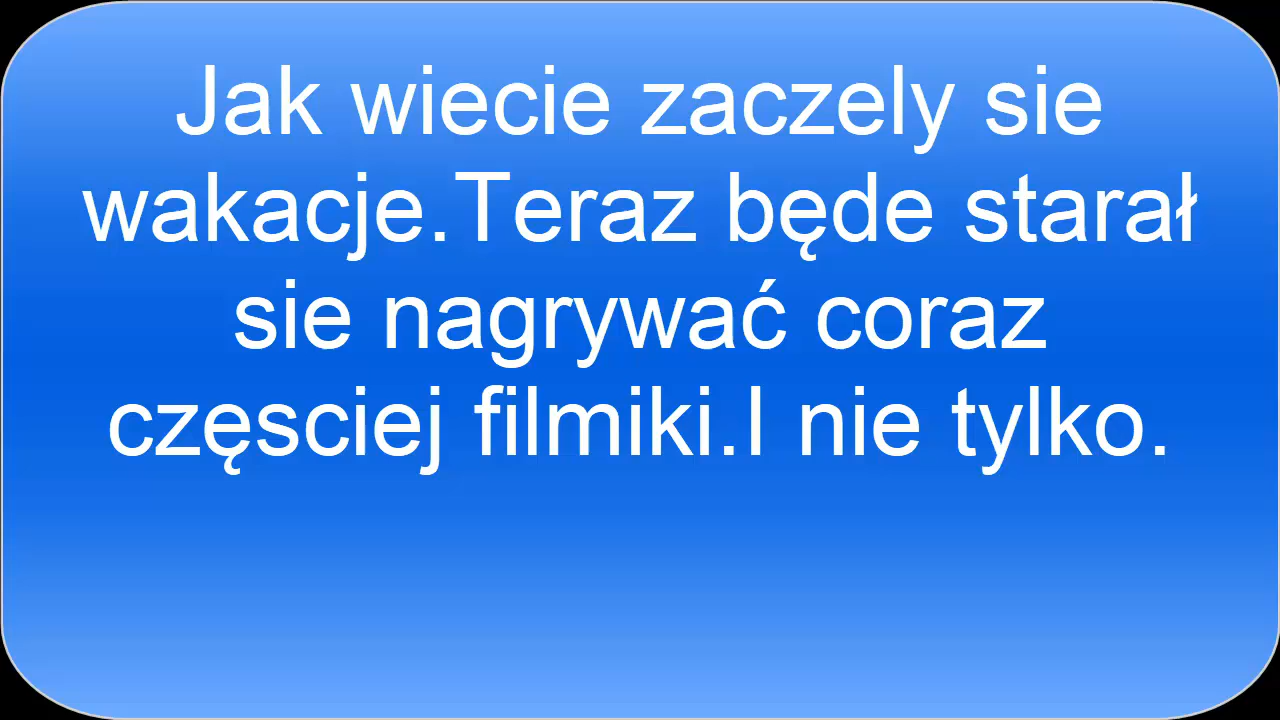 Jak wiecie zaczely sie
wakacje.Teraz będe starał
sie nagrywać coraz
częsciej filmiki.I nie tylko.